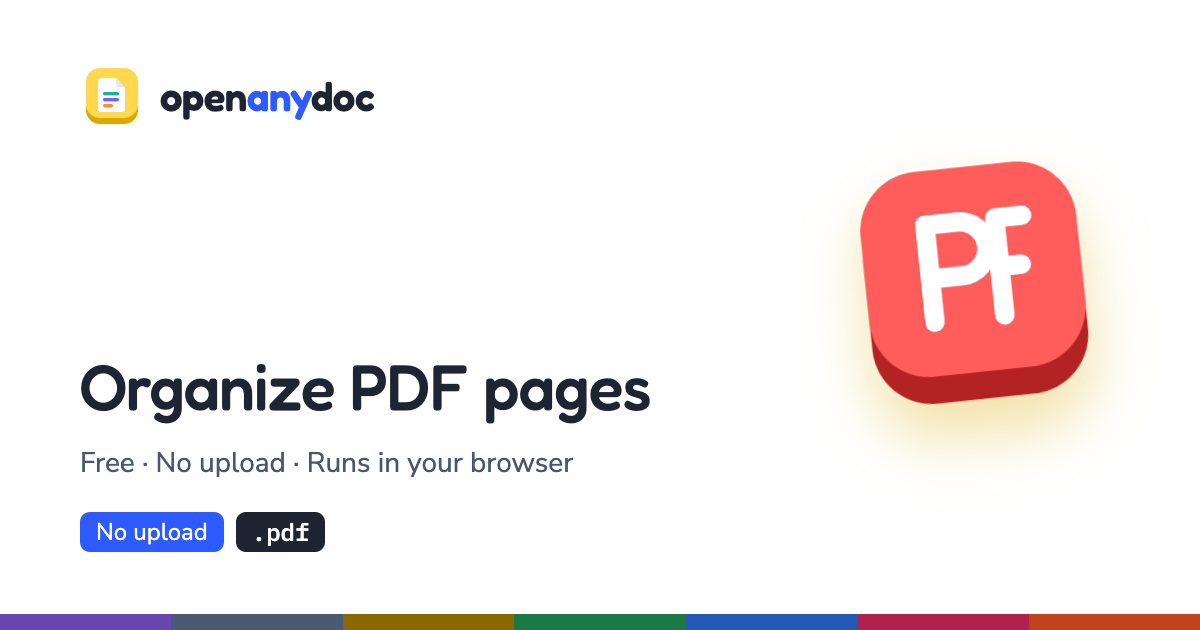 openanydoc
PF
Organize PDF pages
Free · No upload · Runs in your browser
No upload
.pdf